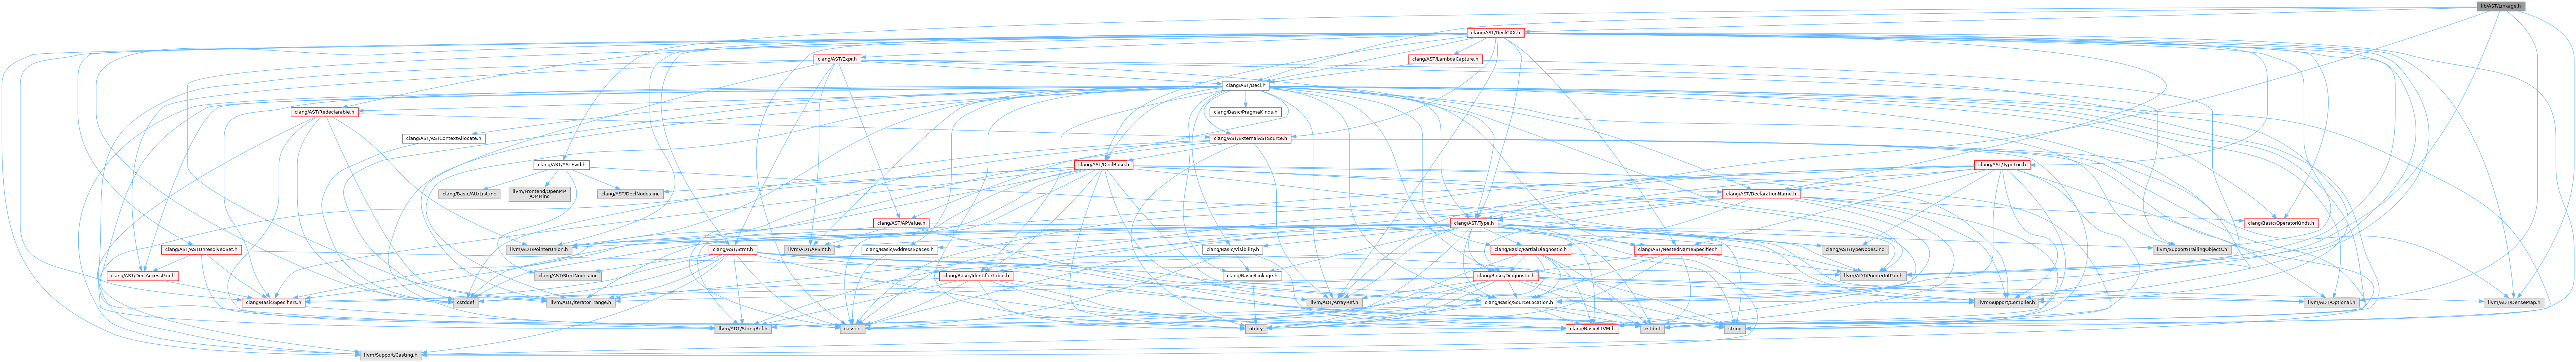 lib/AST/Linkage.h
clang/AST/DeclCXX.h
clang/AST/Expr.h
clang/AST/LambdaCapture.h
clang/AST/Decl.h
clang/AST/Redeclarable.h
clang/Basic/PragmaKinds.h
clang/AST/ASTContextAllocate.h
clang/AST/ExternalASTSource.h
clang/AST/ASTFwd.h
clang/AST/DeclBase.h
clang/AST/TypeLoc.h
clang/Basic/AttrList.inc
llvm/Frontend/OpenMP
/OMP.inc
clang/AST/DeclNodes.inc
clang/AST/DeclarationName.h
clang/AST/APValue.h
clang/AST/Type.h
clang/Basic/OperatorKinds.h
clang/AST/ASTUnresolvedSet.h
llvm/ADT/PointerUnion.h
clang/AST/Stmt.h
llvm/ADT/APSInt.h
clang/Basic/AddressSpaces.h
clang/Basic/Visibility.h
clang/Basic/PartialDiagnostic.h
clang/AST/NestedNameSpecifier.h
clang/AST/TypeNodes.inc
llvm/Support/TrailingObjects.h
clang/AST/DeclAccessPair.h
clang/AST/StmtNodes.inc
clang/Basic/IdentifierTable.h
clang/Basic/Linkage.h
clang/Basic/Diagnostic.h
llvm/ADT/PointerIntPair.h
clang/Basic/Specifiers.h
cstddef
llvm/ADT/iterator_range.h
llvm/ADT/ArrayRef.h
clang/Basic/SourceLocation.h
llvm/Support/Compiler.h
llvm/ADT/Optional.h
llvm/ADT/DenseMap.h
llvm/ADT/StringRef.h
cassert
utility
clang/Basic/LLVM.h
cstdint
string
llvm/Support/Casting.h